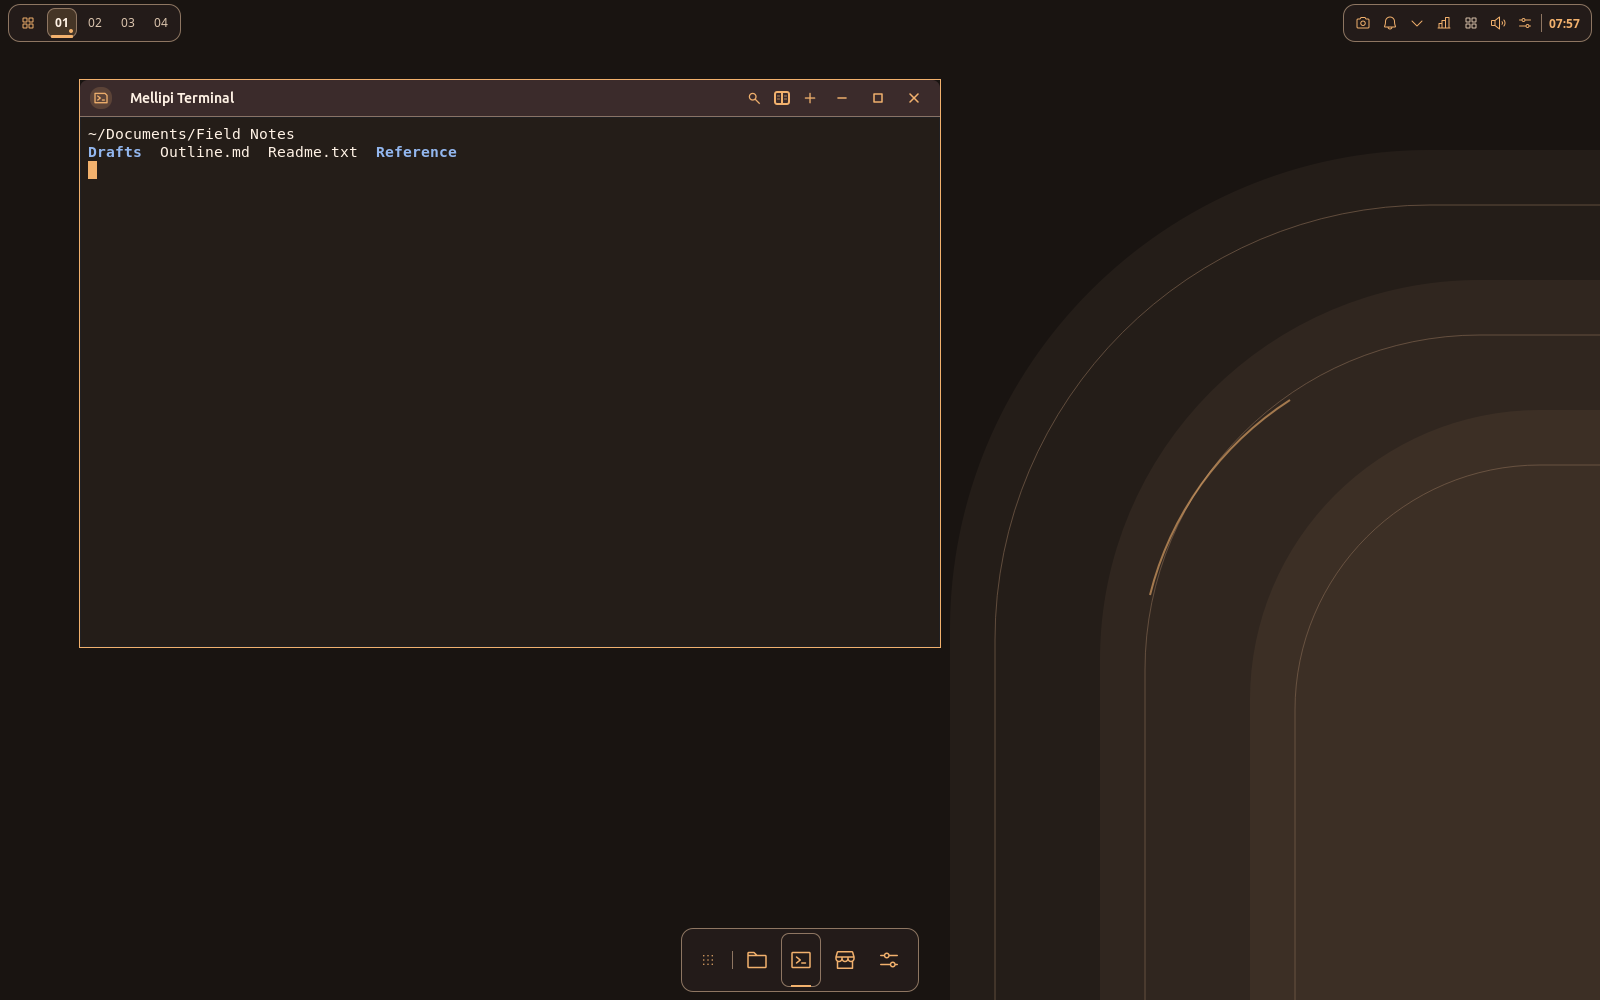 01 02 03 04
07:57
Mellipi Terminal
~/Documents/Field Notes
Drafts  Outline.md  Readme.txt  Reference